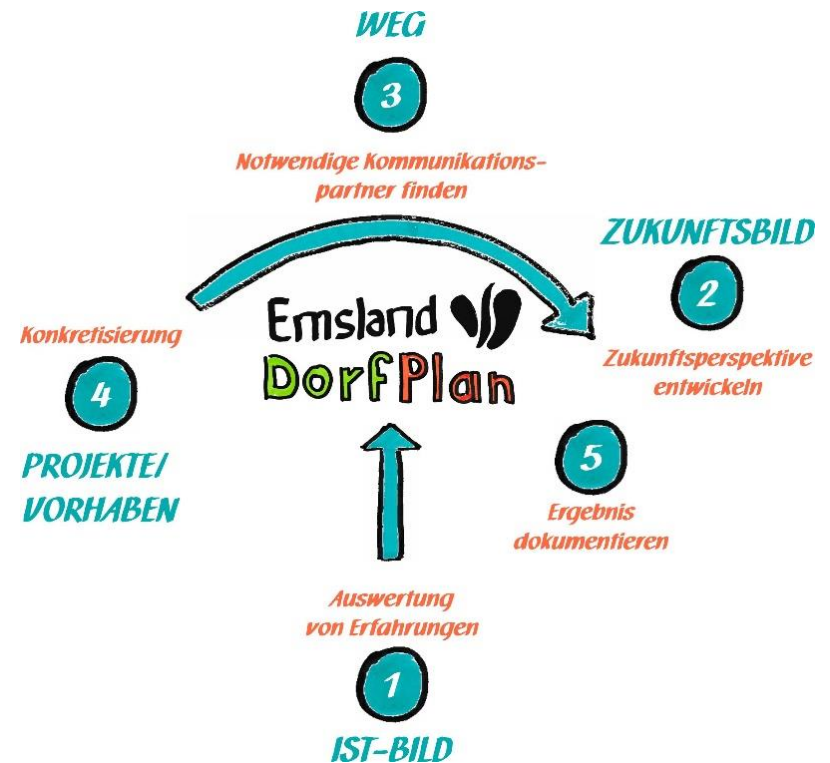 WEG
3
Notwendige Kommunikations-
partner finden
ZUKUNFTSBILD
2
Zukunftsperspektive
entwickeln
Emsland
DorfPlan
Konkretisierung
4
PROJEKTE/
VORHABEN
5
Ergebnis
dokumentieren
Auswertung
von Erfahrungen
1
IST-BILD